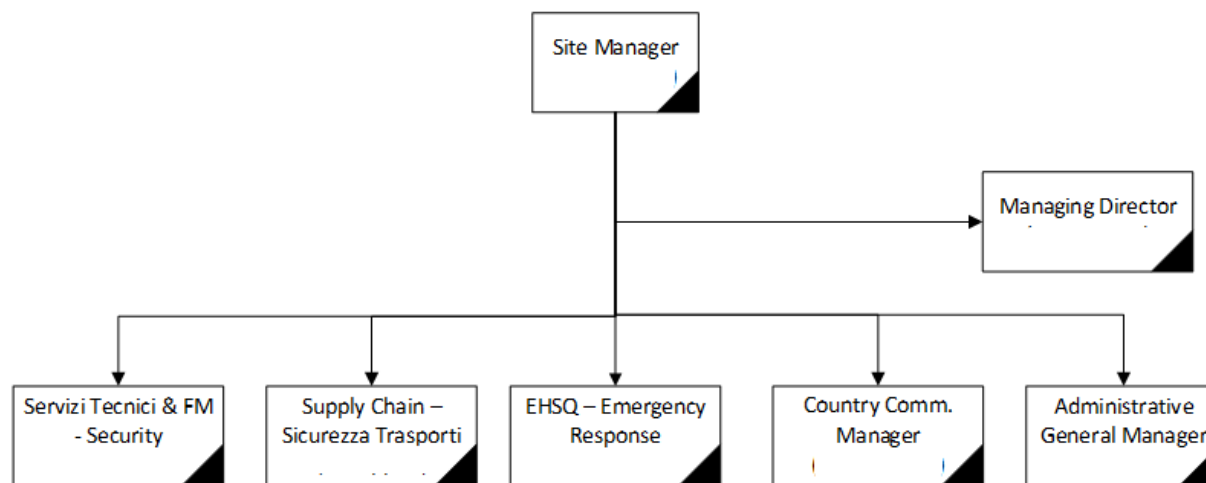 Site Manager
Managing Director
Servizi Tecnici & FM
- Security
Supply Chain –
Sicurezza Trasporti
EHSQ – Emergency
Response
Country Comm.
Manager
Administrative
General Manager